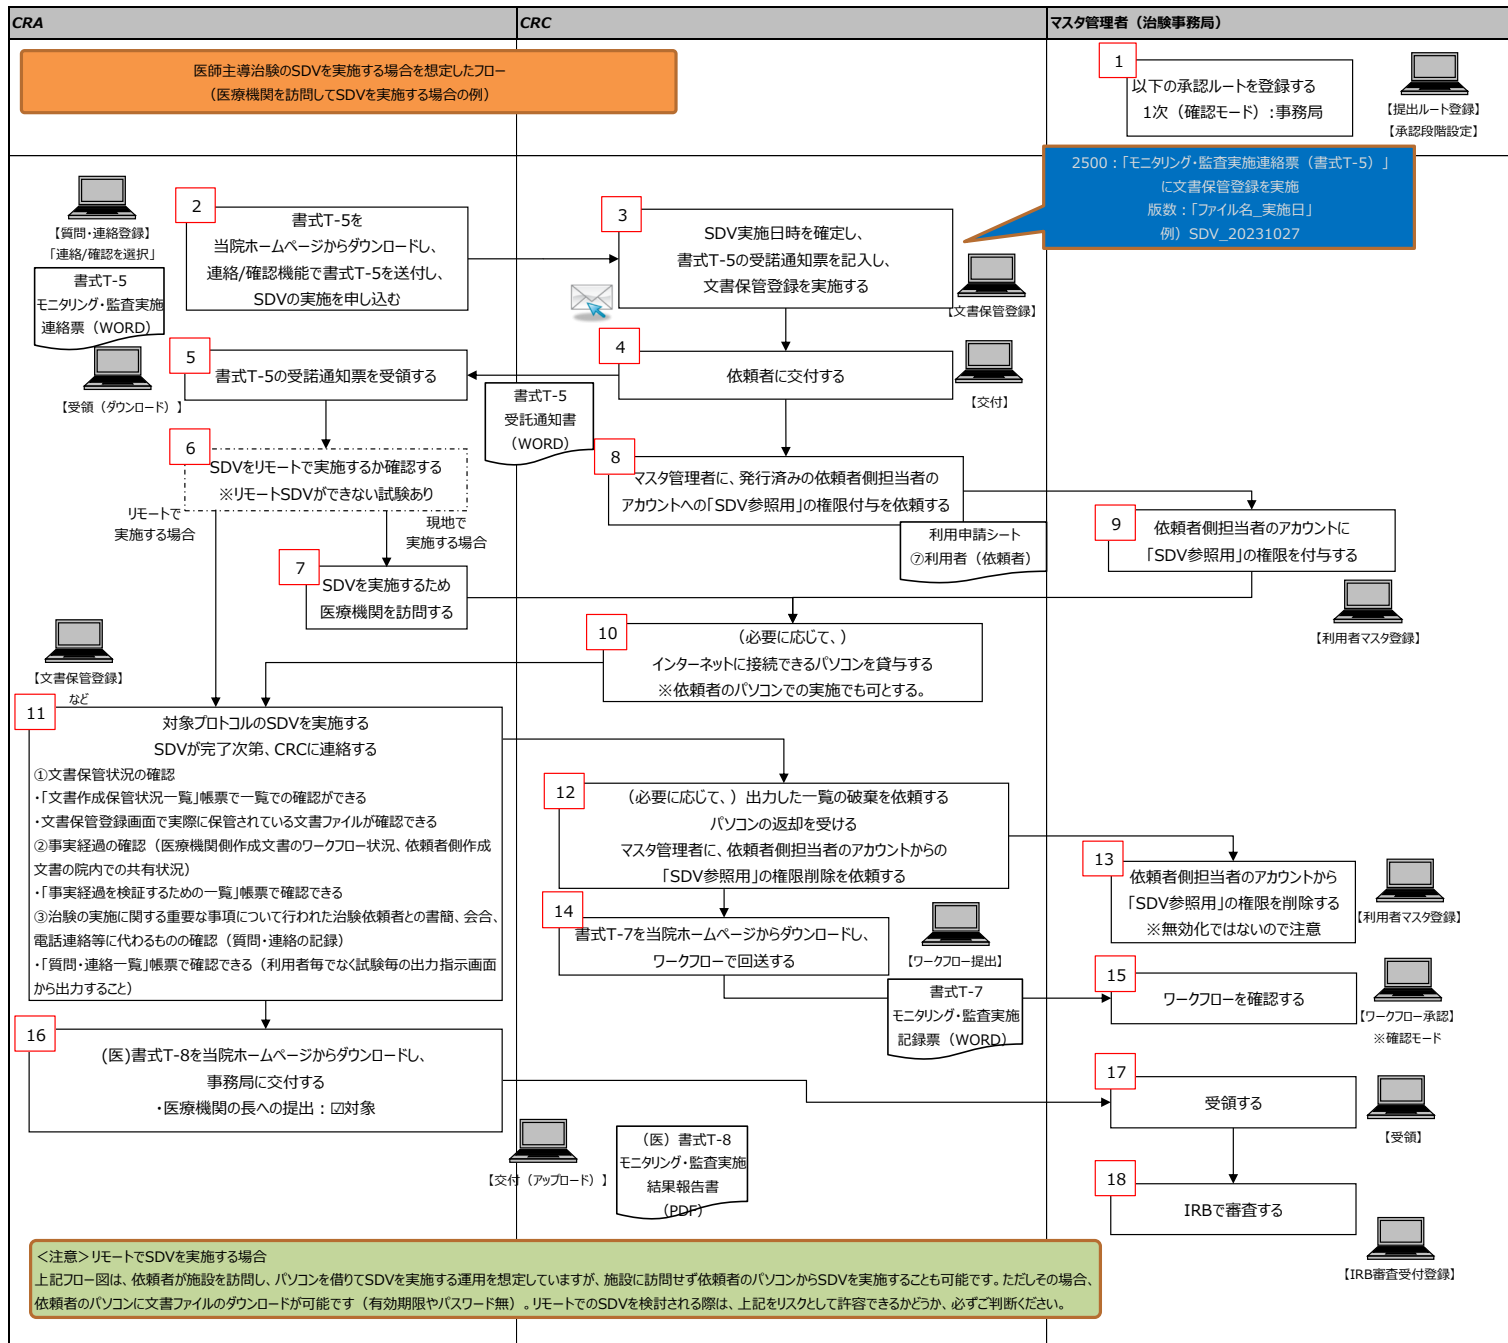 CRA
CRC
マスタ管理者（治験事務局）
医師主導治験のSDVを実施する場合を想定したフロー
（医療機関を訪問してSDVを実施する場合の例）
1
以下の承認ルートを登録する
1次（確認モード）:事務局
【提出ルート登録】
【承認段階設定】
2500：「モニタリング・監査実施連絡票（書式T-5）」
に文書保管登録を実施
版数：「ファイル名_実施日」
例）SDV_20231027
【質問・連絡登録】
「連絡/確認を選択」
書式T-5
モニタリング・監査実施
連絡票（WORD）
2
書式T-5を
当院ホームページからダウンロードし、
連絡/確認機能で書式T-5を送付し、
SDVの実施を申し込む
3
SDV実施日時を確定し、
書式T-5の受諾通知票を記入し、
文書保管登録を実施する
【文書保管登録】
4
依頼者に交付する
【交付】
5
書式T-5の受諾通知票を受領する
【受領（ダウンロード）】
書式T-5
受託通知書
（WORD）
6
SDVをリモートで実施するか確認する
※リモートSDVができない試験あり
リモートで
実施する場合
現地で
実施する場合
7
SDVを実施するため
医療機関を訪問する
8
マスタ管理者に、発行済みの依頼者側担当者の
アカウントへの「SDV参照用」の権限付与を依頼する
利用申請シート
⑦利用者（依頼者）
9
依頼者側担当者のアカウントに
「SDV参照用」の権限を付与する
【利用者マスタ登録】
10
（必要に応じて、）
インターネットに接続できるパソコンを貸与する
※依頼者のパソコンでの実施でも可とする。
【文書保管登録】
など
11
対象プロトコルのSDVを実施する
SDVが完了次第、CRCに連絡する
①文書保管状況の確認
・「文書作成保管状況一覧」帳票で一覧での確認ができる
・文書保管登録画面で実際に保管されている文書ファイルが確認できる
②事実経過の確認（医療機関側作成文書のワークフロー状況、依頼者側作成
文書の院内での共有状況）
・「事実経過を検証するための一覧」帳票で確認できる
③治験の実施に関する重要な事項について行われた治験依頼者との書簡、会合、
電話連絡等に代わるものの確認（質問・連絡の記録）
・「質問・連絡一覧」帳票で確認できる（利用者毎でなく試験毎の出力指示画面
から出力すること）
12
（必要に応じて、）出力した一覧の破棄を依頼する
パソコンの返却を受ける
マスタ管理者に、依頼者側担当者のアカウントからの
「SDV参照用」の権限削除を依頼する
13
依頼者側担当者のアカウントから
「SDV参照用」の権限を削除する
※無効化ではないので注意
【利用者マスタ登録】
14
書式T-7を当院ホームページからダウンロードし、
ワークフローで回送する
【ワークフロー提出】
書式T-7
モニタリング・監査実施
記録票（WORD）
15
ワークフローを確認する
【ワークフロー承認】
※確認モード
16
(医)書式T-8を当院ホームページからダウンロードし、
事務局に交付する
・医療機関の長への提出：☑対象
【交付（アップロード）】
（医）書式T-8
モニタリング・監査実施
結果報告書
（PDF）
17
受領する
【受領】
18
IRBで審査する
【IRB審査受付登録】
＜注意＞リモートでSDVを実施する場合
上記フロー図は、依頼者が施設を訪問し、パソコンを借りてSDVを実施する運用を想定していますが、施設に訪問せず依頼者のパソコンからSDVを実施することも可能です。ただしその場合、
依頼者のパソコンに文書ファイルのダウンロードが可能です（有効期限やパスワード無）。リモートでのSDVを検討される際は、上記をリスクとして許容できるかどうか、必ずご判断ください。